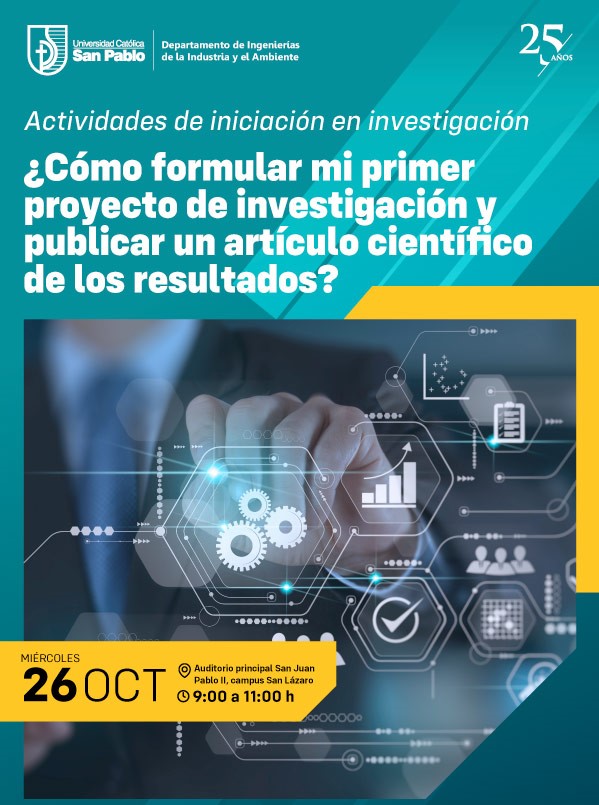 Universidad Católica
San Pablo
Departamento de Ingenierías
de la Industria y el Ambiente
25 AÑOS
Actividades de iniciación en investigación
¿Cómo formular mi primer
proyecto de investigación y
publicar un artículo científico
de los resultados?
MIÉRCOLES
26 OCT
Auditorio principal San Juan
Pablo II, campus San Lázaro
9:00 a 11:00 h